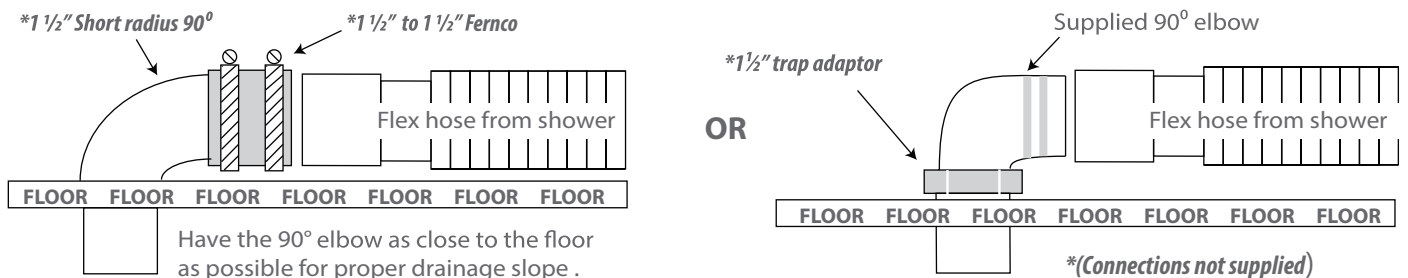 *1 ½" Short radius 90⁰
*1 ½" to 1 ½" Fernco
Flex hose from shower
FLOOR FLOOR FLOOR FLOOR FLOOR FLOOR FLOOR
Have the 90° elbow as close to the floor
as possible for proper drainage slope .
OR
Supplied 90⁰ elbow
*1½" trap adaptor
Flex hose from shower
FLOOR FLOOR FLOOR FLOOR FLOOR FLOOR FLOOR
*(Connections not supplied)